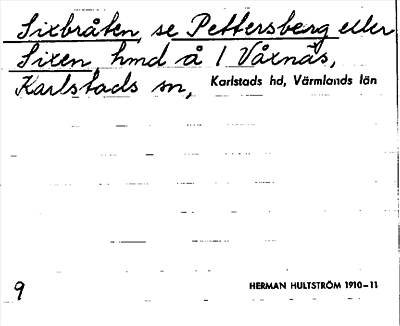 Sixbråten, se Pettersberg eller
Sixen, hmd å 1 Våxnäs,
Karlstads sn, Karlstads hd, Värmlands län
9 HERMAN HULTSTRÖM 1910–11